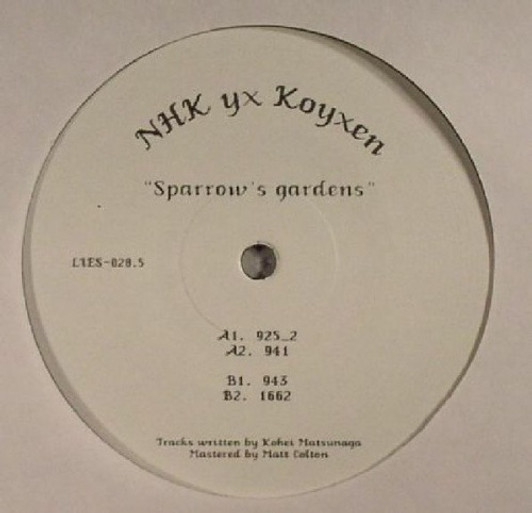 NHK yx Koyxen
"Sparrow's gardens"
LIES-020.5
A1. 925_2
A2. 941
B1. 943
B2. 1662
Tracks written by Kohei Matsunaga
Mastered by Matt Colton